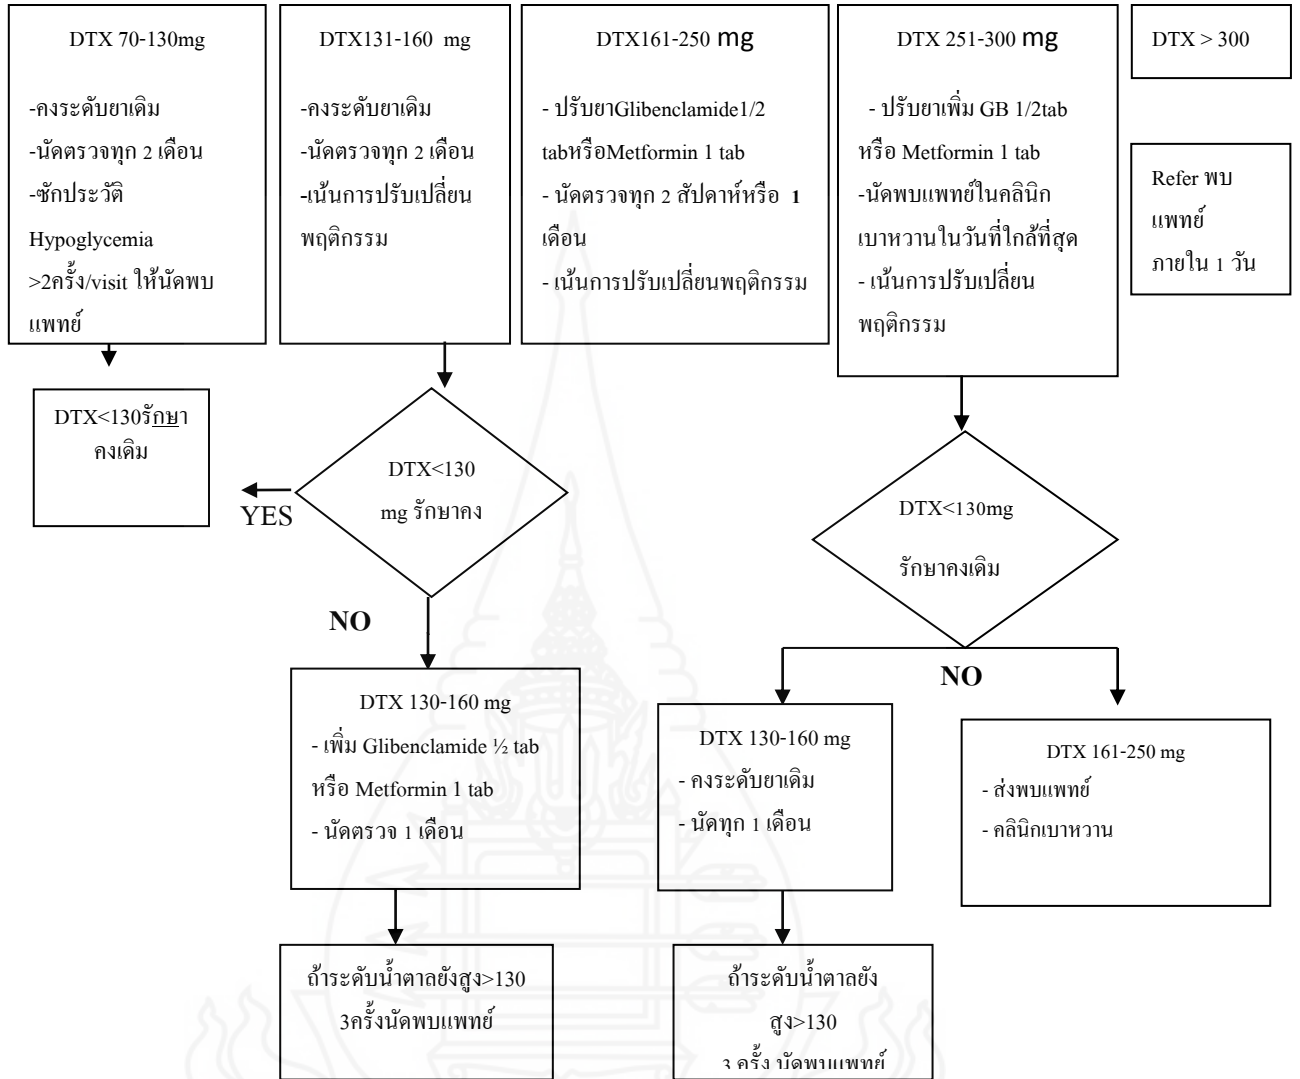 DTX 70-130mg
-คงระดับยาเดิม
-นัดตรวจทุก 2 เดือน
-ซักประวัติ
Hypoglycemia
>2ครั้ง/visit ให้นัดพบ
แพทย์
DTX131-160 mg
-คงระดับยาเดิม
-นัดตรวจทุก 2 เดือน
-เน้นการปรับเปลี่ยน
พฤติกรรม
DTX161-250 mg
- ปรับยาGlibenclamide1/2
tabหรือMetformin 1 tab
- นัดตรวจทุก 2 สัปดาห์หรือ 1
เดือน
- เน้นการปรับเปลี่ยนพฤติกรรม
DTX 251-300 mg
- ปรับยาเพิ่ม GB 1/2tab
หรือ Metformin 1 tab
-นัดพบแพทย์ในคลินิก
เบาหวานในวันที่ใกล้ที่สุด
- เน้นการปรับเปลี่ยน
พฤติกรรม
DTX > 300
Refer พบ
แพทย์
ภายใน 1 วัน
DTX<130รักษา
คงเดิม
YES
DTX<130
mg รักษาคง
NO
DTX<130mg
รักษาคงเดิม
NO
DTX 130-160 mg
- เพิ่ม Glibenclamide ½ tab
หรือ Metformin 1 tab
- นัดตรวจ 1 เดือน
DTX 130-160 mg
- คงระดับยาเดิม
- นัดทุก 1 เดือน
DTX 161-250 mg
- ส่งพบแพทย์
- คลินิกเบาหวาน
ถ้าระดับน้ำตาลยังสูง>130
3ครั้งนัดพบแพทย์
ถ้าระดับน้ำตาลยัง
สูง>130
3 ครั้ง นัดพบแพทย์